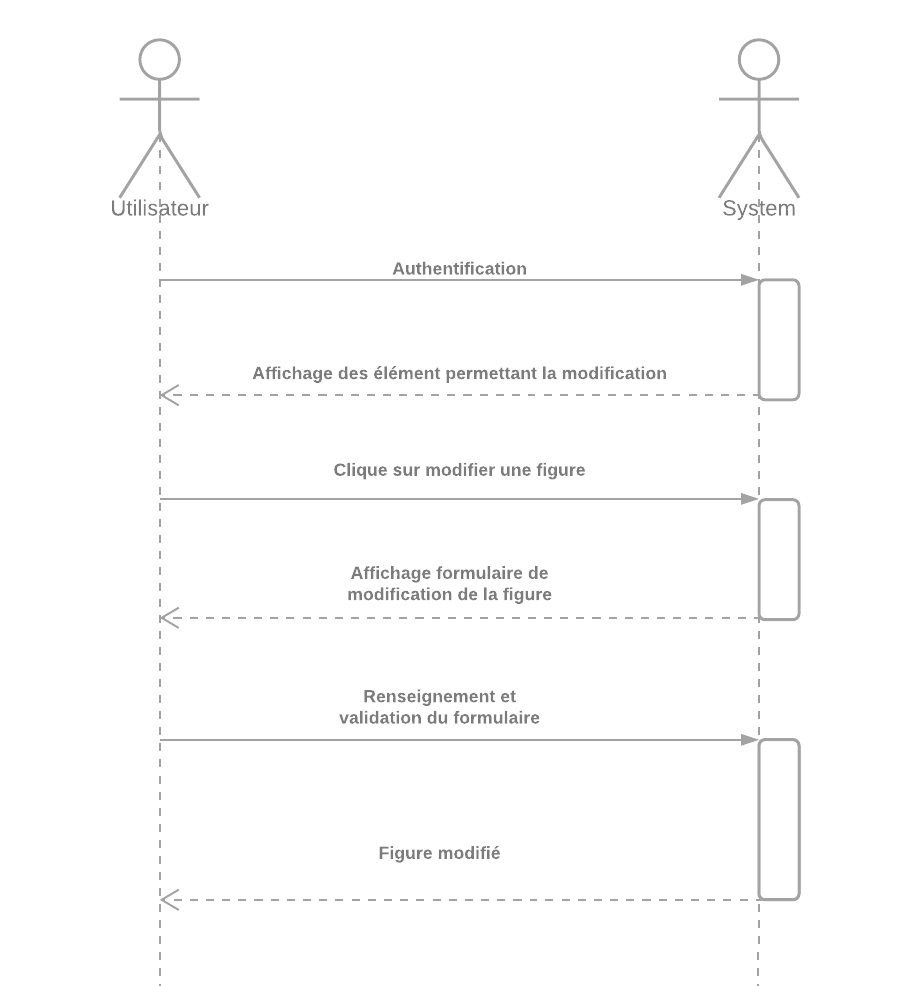 Utilisateur
System
Authentification
Affichage des élément permettant la modification
Clique sur modifier une figure
Affichage formulaire de
modification de la figure
Renseignement et
validation du formulaire
Figure modifié